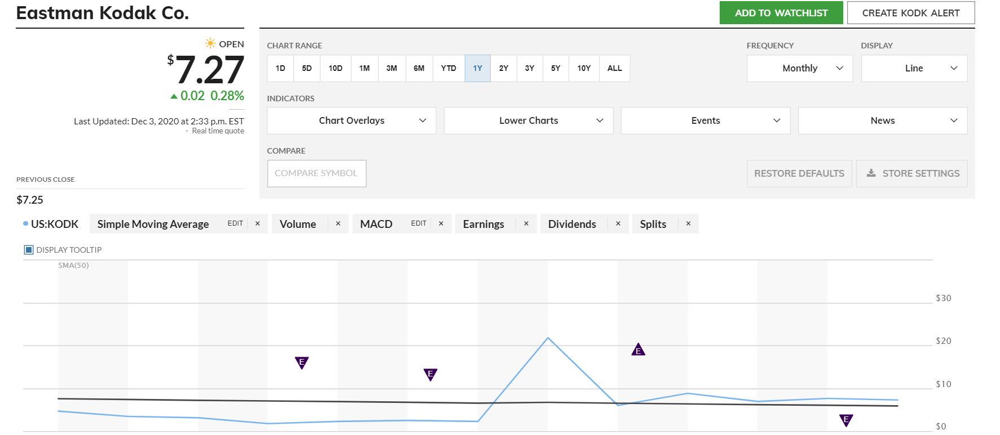 Eastman Kodak Co.
ADD TO WATCHLIST
CREATE KODK ALERT
OPEN
$7.27
0.02 0.28%
Last Updated: Dec 3, 2020 at 2:33 p.m. EST
- Real time quote
PREVIOUS CLOSE
$7.25
CHART RANGE
FREQUENCY
DISPLAY
1D 5D 10D 1M 3M 6M YTD 1Y 2Y 3Y 5Y 10Y ALL
Monthly
Line
INDICATORS
Chart Overlays
Lower Charts
Events
News
COMPARE
COMPARE SYMBOL
RESTORE DEFAULTS
STORE SETTINGS
US:KODK
Simple Moving Average EDIT ×
Volume ×
MACD EDIT ×
Earnings ×
Dividends ×
Splits ×
DISPLAY TOOLTIP
SMA(50)
$30
$20
$10
$0
E
E
E
E